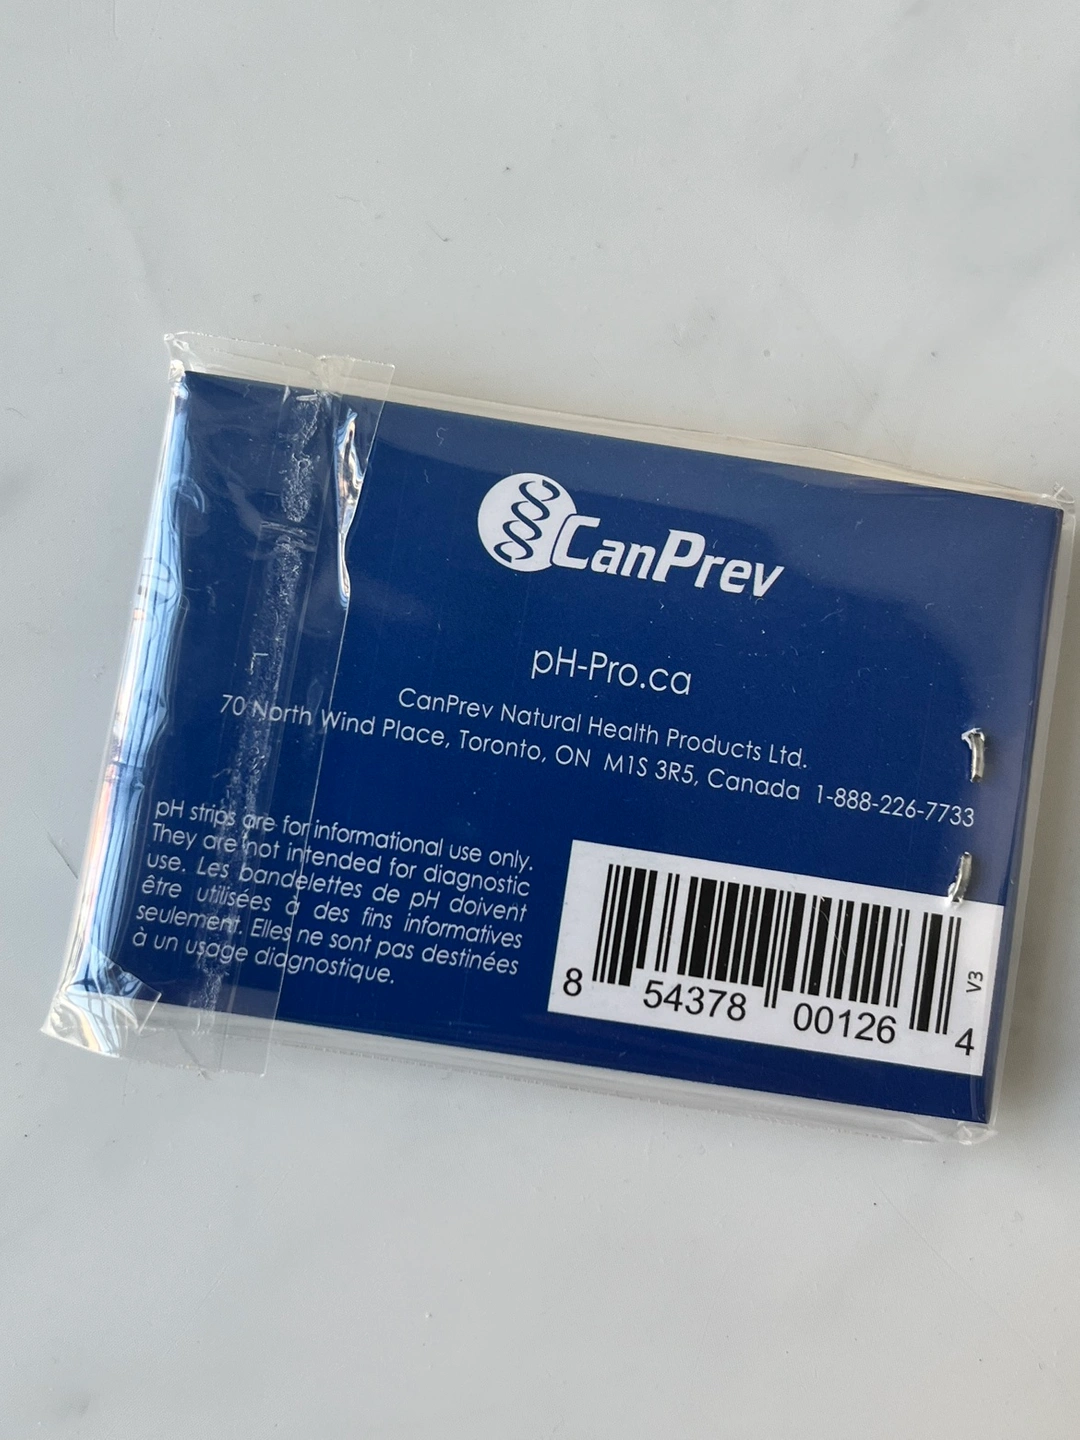 CanPrev
pH-Pro.ca
CanPrev Natural Health Products Ltd.
70 North Wind Place, Toronto, ON M1S 3R5, Canada 1-888-226-7733
pH strips are for informational use only.
They are not intended for diagnostic
use. Les bandelettes de pH doivent
être utilisées à des fins informatives
seulement. Elles ne sont pas destinées
à un usage diagnostique.
8 54378 00126 4
V3